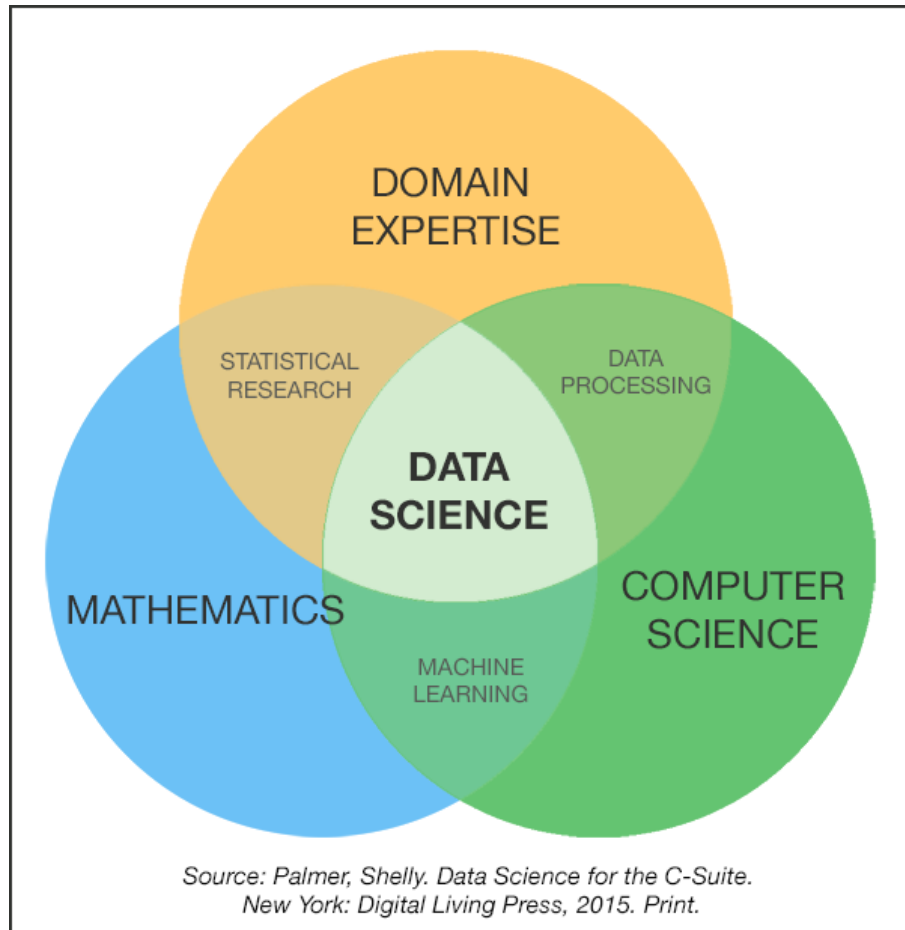 DOMAIN
EXPERTISE
STATISTICAL
RESEARCH
DATA
PROCESSING
DATA
SCIENCE
MATHEMATICS
COMPUTER
SCIENCE
MACHINE
LEARNING
Source: Palmer, Shelly. Data Science for the C-Suite.
New York: Digital Living Press, 2015. Print.